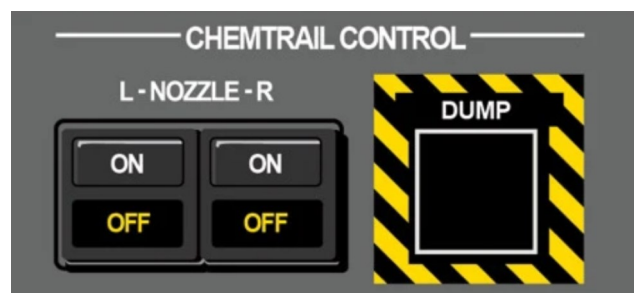 CHEMTRAIL CONTROL
L - NOZZLE - R
DUMP
ON ON
OFF OFF